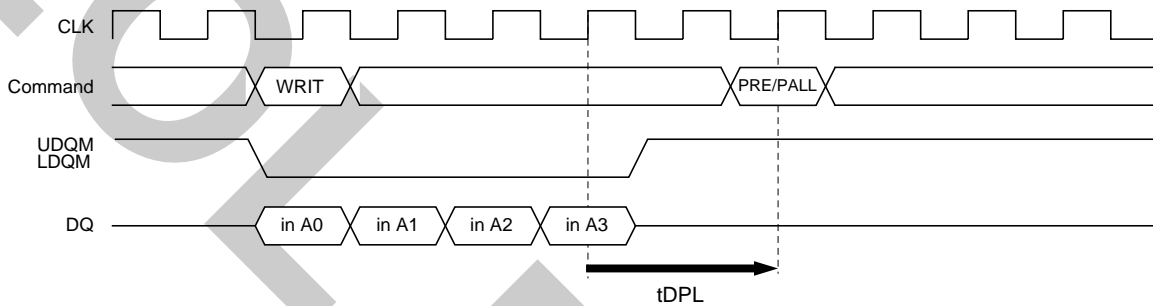 CLK
Command
WRIT
PRE/PALL
UDQM
LDQM
DQ
in A0
in A1
in A2
in A3
tDPL